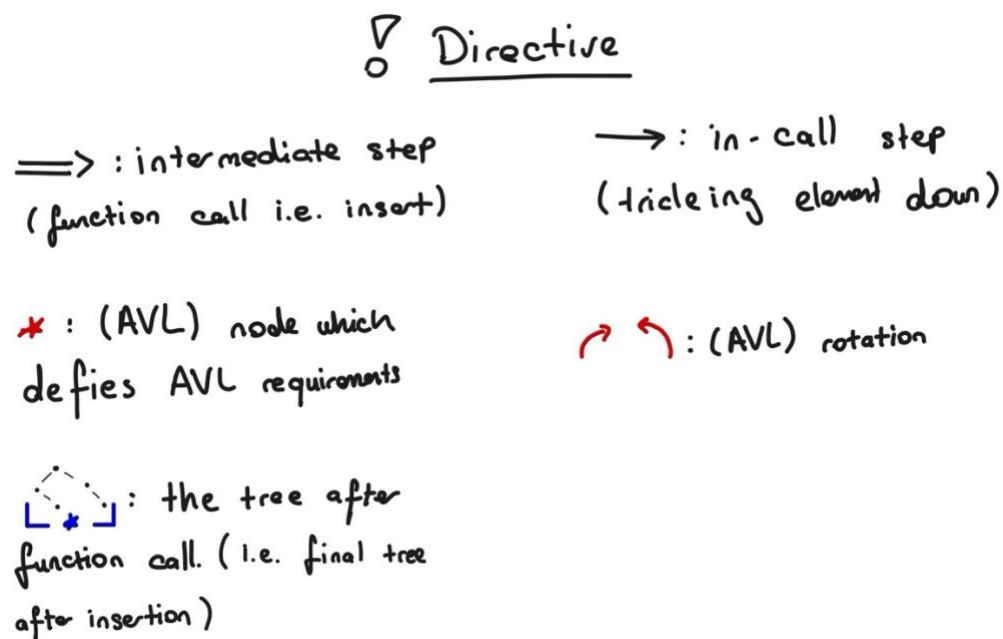 ! Directive
⟹ : intermediate step
(function call i.e. insert)
⟶ : in-call step
(tricleing element down)
* : (AVL) node which
defies AVL requirements
: (AVL) rotation
* : the tree after
function call. (i.e. final tree
after insertion)